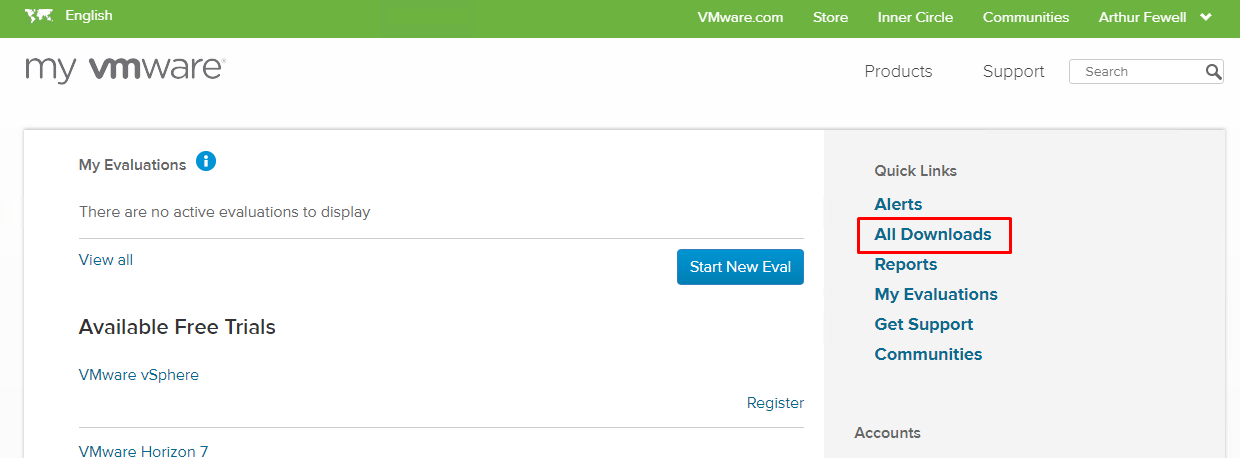 English
VMware.com Store Inner Circle Communities Arthur Fewell
my vmware
Products Support Search
My Evaluations
There are no active evaluations to display
View all
Start New Eval
Available Free Trials
VMware vSphere
Register
VMware Horizon 7
Quick Links
Alerts
All Downloads
Reports
My Evaluations
Get Support
Communities
Accounts